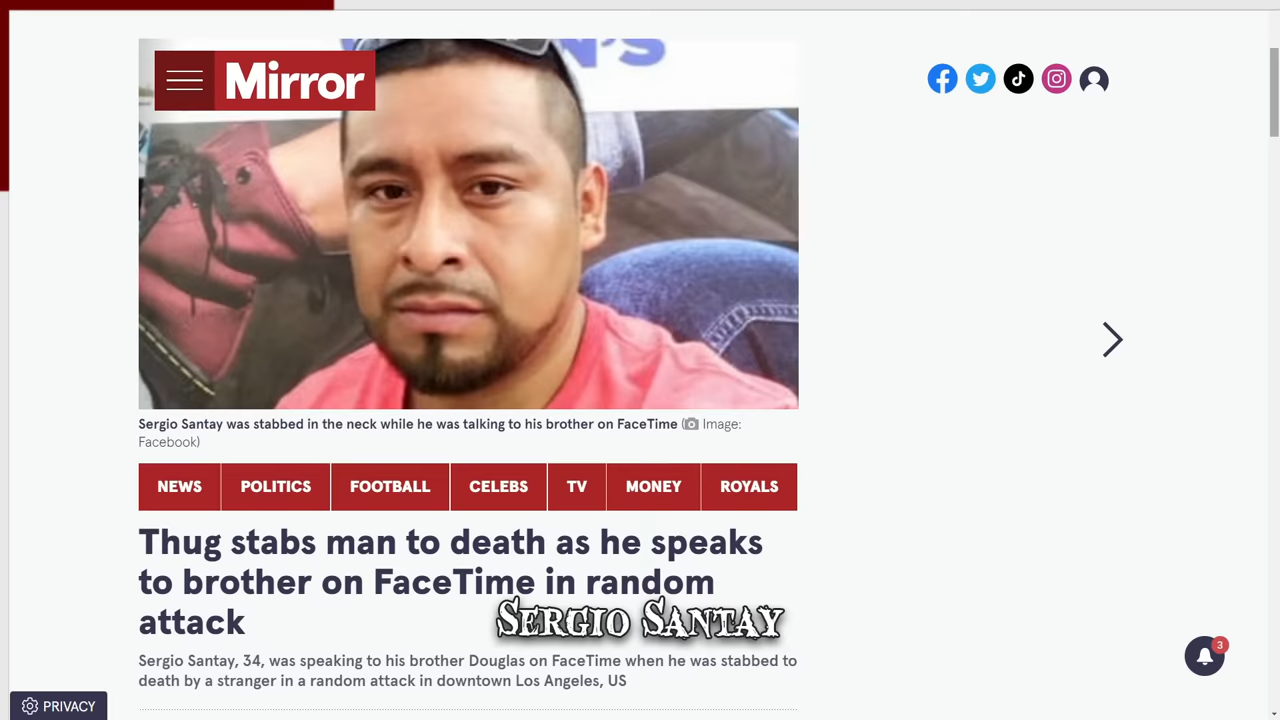 N'S
Mirror
Sergio Santay was stabbed in the neck while he was talking to his brother on FaceTime (Image:
Facebook)
NEWS POLITICS FOOTBALL CELEBS TV MONEY ROYALS
Thug stabs man to death as he speaks
to brother on FaceTime in random
attack
SERGIO SANTAY
Sergio Santay, 34, was speaking to his brother Douglas on FaceTime when he was stabbed to
death by a stranger in a random attack in downtown Los Angeles, US
3
PRIVACY